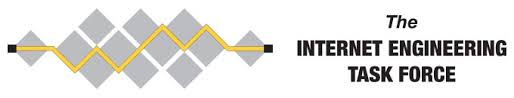 The
INTERNET ENGINEERING
TASK FORCE